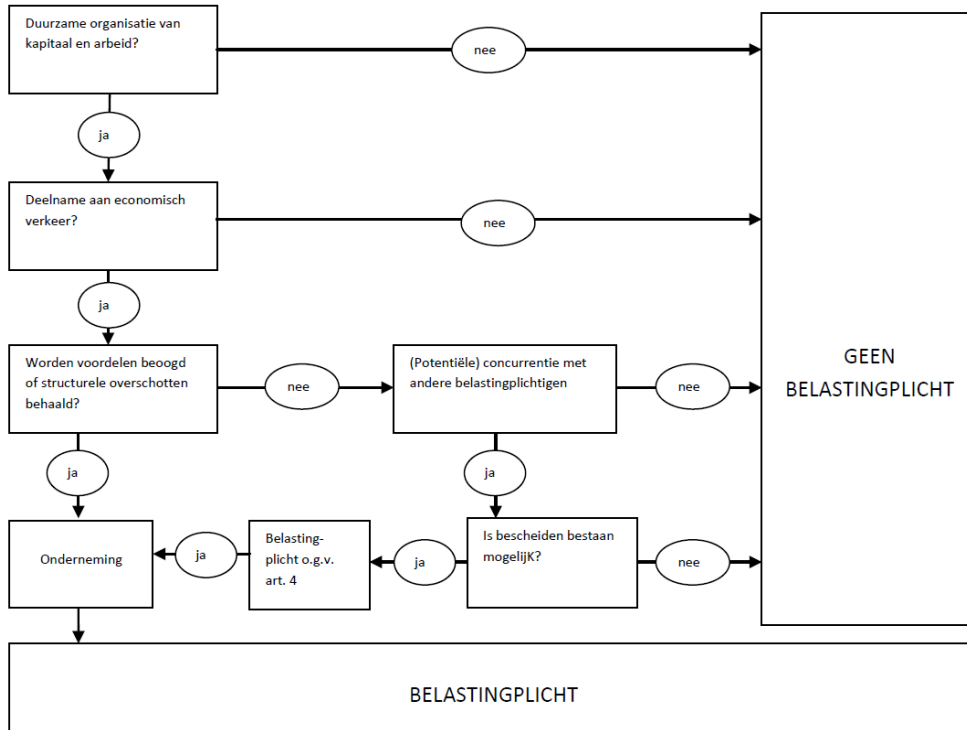 Duurzame organisatie van
kapitaal en arbeid?
nee
ja
Deelname aan economisch
verkeer?
nee
ja
Worden voordelen beoogd
of structurele overschotten
behaald?
nee
(Potentiële) concurrentie met
andere belastingplichtigen
nee
GEEN
BELASTINGPLICHT
ja
ja
Onderneming
ja
Belasting-
plicht o.g.v.
art. 4
ja
Is bescheiden bestaan
mogelijK?
nee
BELASTINGPLICHT